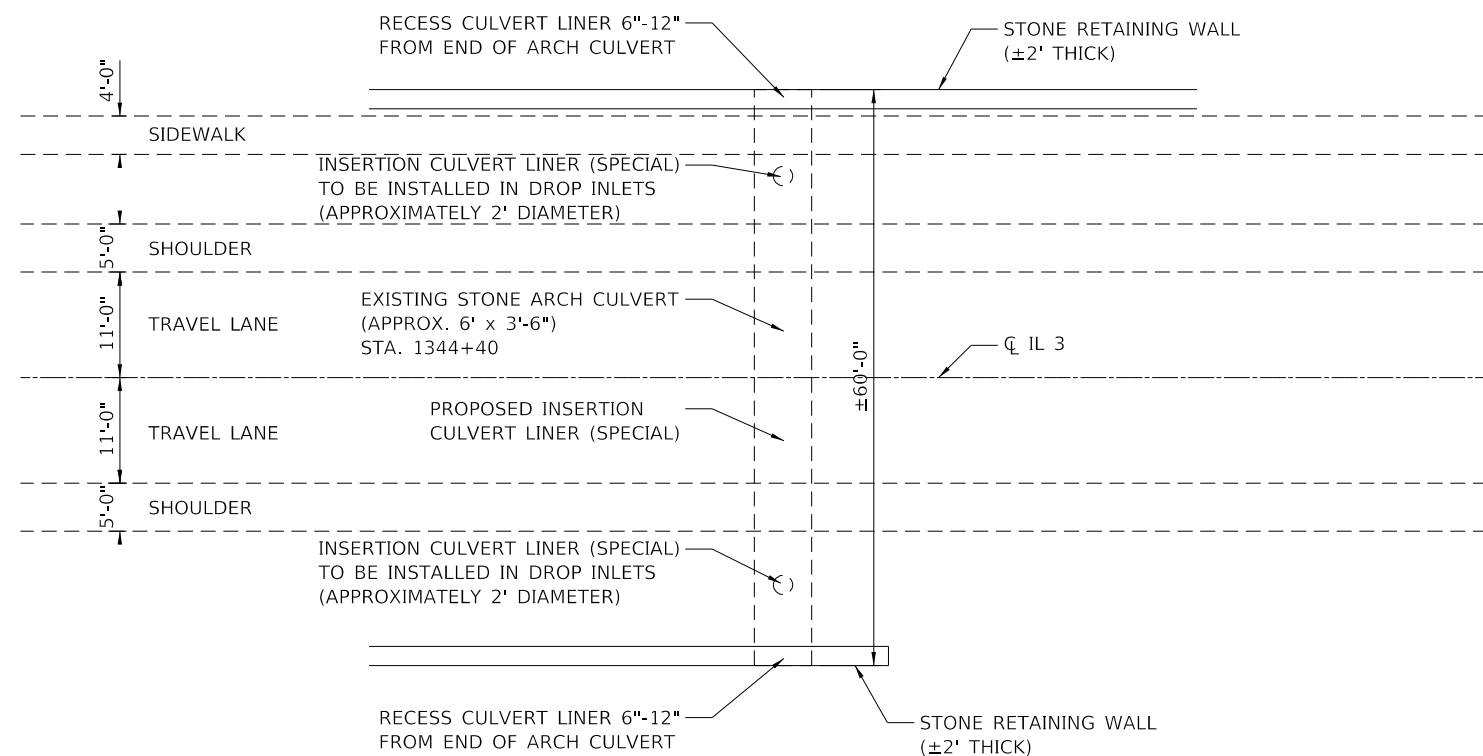 RECESS CULVERT LINER 6"-12"
FROM END OF ARCH CULVERT
STONE RETAINING WALL
(±2' THICK)
4'-0"
SIDEWALK
INSERTION CULVERT LINER (SPECIAL)
TO BE INSTALLED IN DROP INLETS
(APPROXIMATELY 2' DIAMETER)
5'-0"
SHOULDER
11'-0"
TRAVEL LANE
EXISTING STONE ARCH CULVERT
(APPROX. 6' x 3'-6")
STA. 1344+40
℄ IL 3
±60'-0"
11'-0"
TRAVEL LANE
PROPOSED INSERTION
CULVERT LINER (SPECIAL)
5'-0"
SHOULDER
INSERTION CULVERT LINER (SPECIAL)
TO BE INSTALLED IN DROP INLETS
(APPROXIMATELY 2' DIAMETER)
RECESS CULVERT LINER 6"-12"
FROM END OF ARCH CULVERT
STONE RETAINING WALL
(±2' THICK)